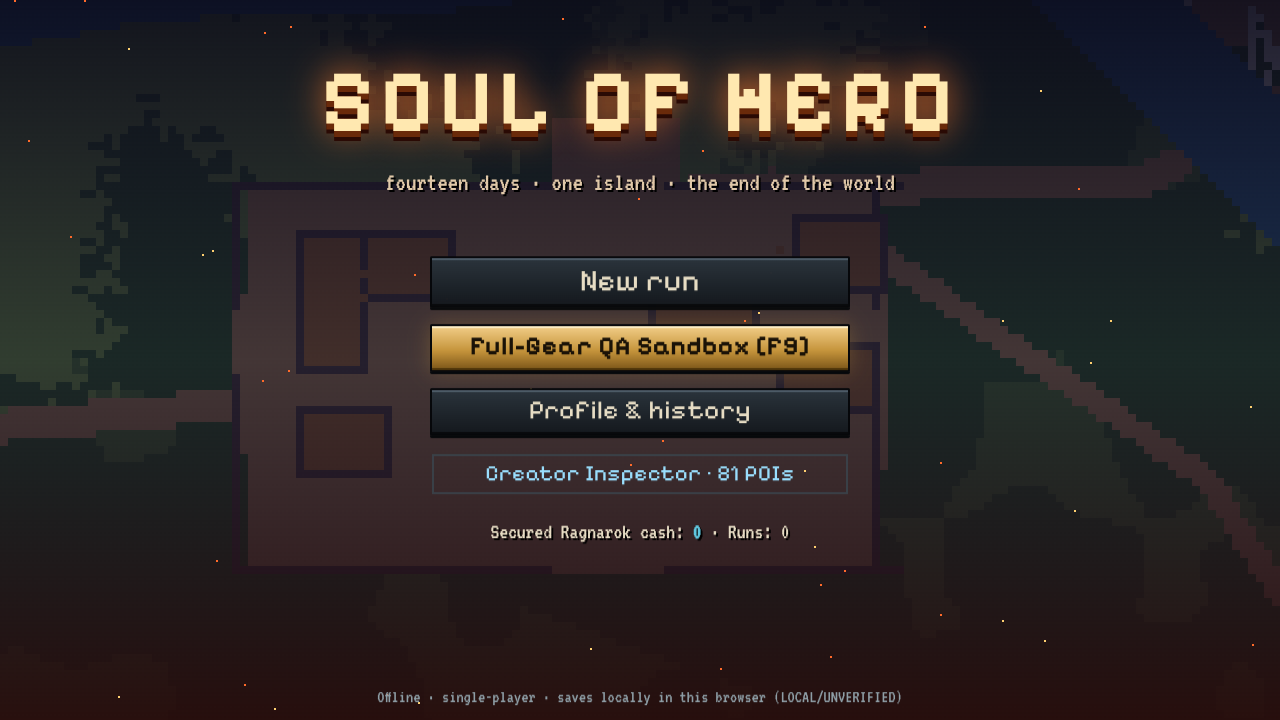 SOUL OF HERO
fourteen days · one island · the end of the world
New run
Full-Gear QA Sandbox (F9)
Profile & history
Creator Inspector · 81 POIs
Secured Ragnarok cash: 0 · Runs: 0
Offline · single-player · saves locally in this browser (LOCAL/UNVERIFIED)